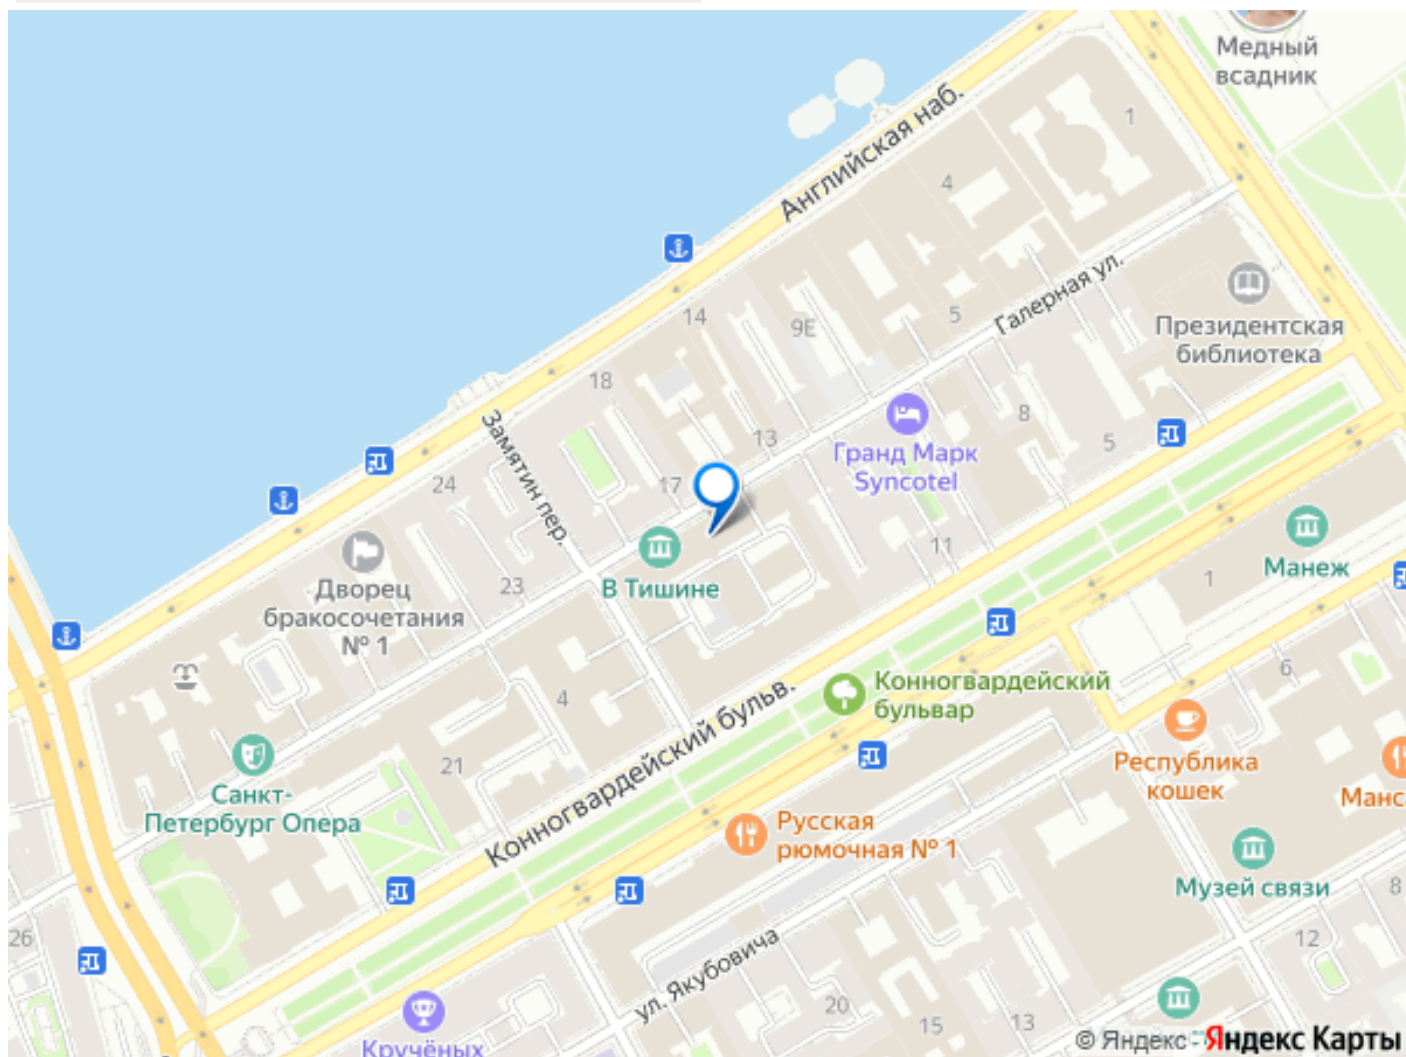 Медный
всадник
1
Английская наб.
4
Галерная ул.
5
Президентская
библиотека
14
9Е
18
Замятин пер.
13
8
Гранд Марк
Syncotel
5
24
17
В Тишине
11
Манеж
1
Дворец
бракосочетания
№ 1
23
4
Конногвардейский
бульвар
6
Конногвардейский бульв.
21
Республика
кошек
Санкт-
Петербург Опера
Русская
рюмочная № 1
Музей связи
8
26
12
ул. Якубовича
20
15
13
Кручёных
© Яндекс
Яндекс Карты